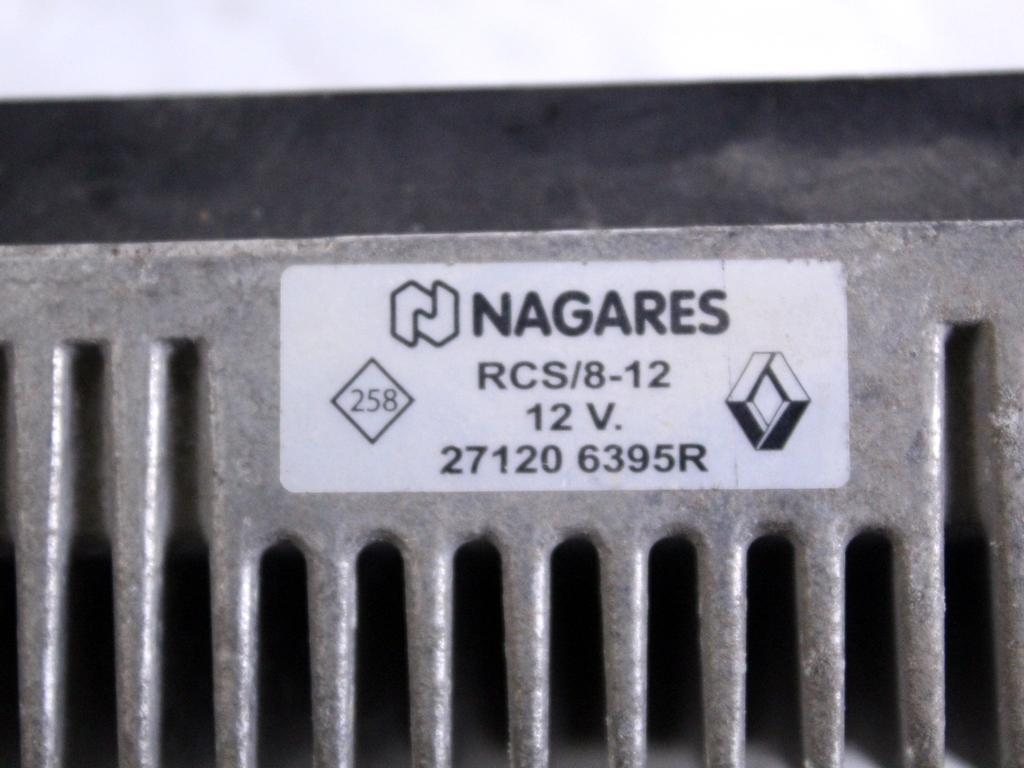 NAGARES
RCS/8-12
258
12 V.
27120 6395R